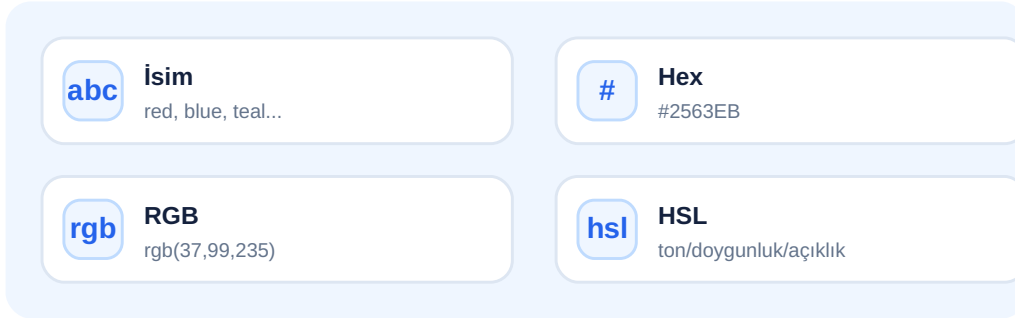 abc
İsim
red, blue, teal...
#
Hex
#2563EB
rgb
RGB
rgb(37,99,235)
hsl
HSL
ton/doygunluk/açıklık